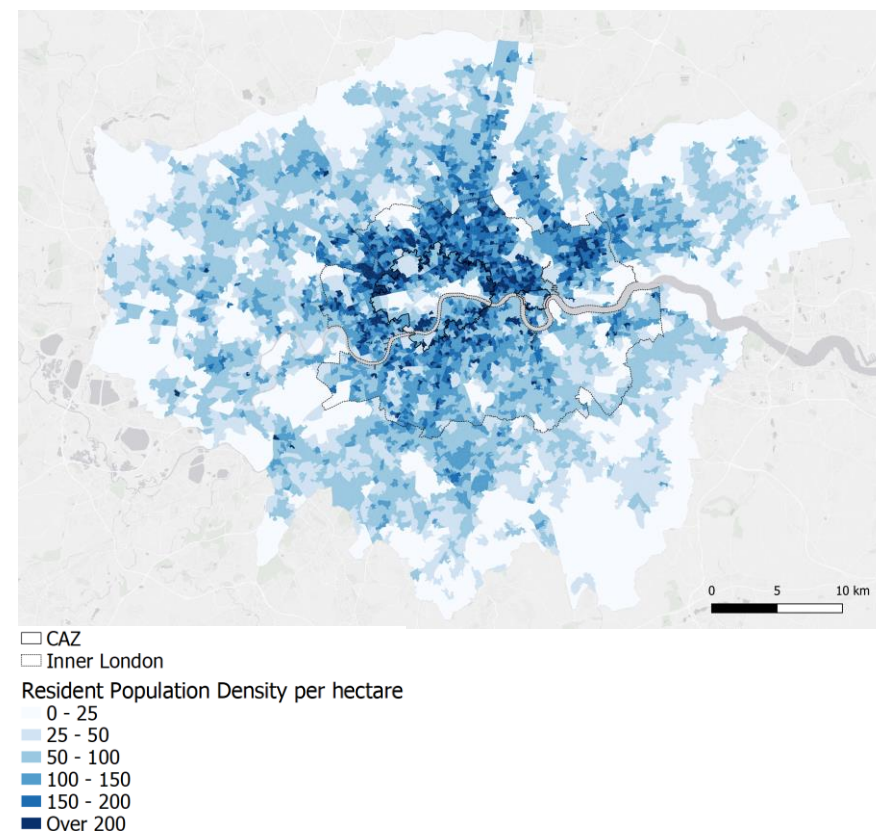 0 5 10 km
CAZ
Inner London
Resident Population Density per hectare
0 - 25
25 - 50
50 - 100
100 - 150
150 - 200
Over 200